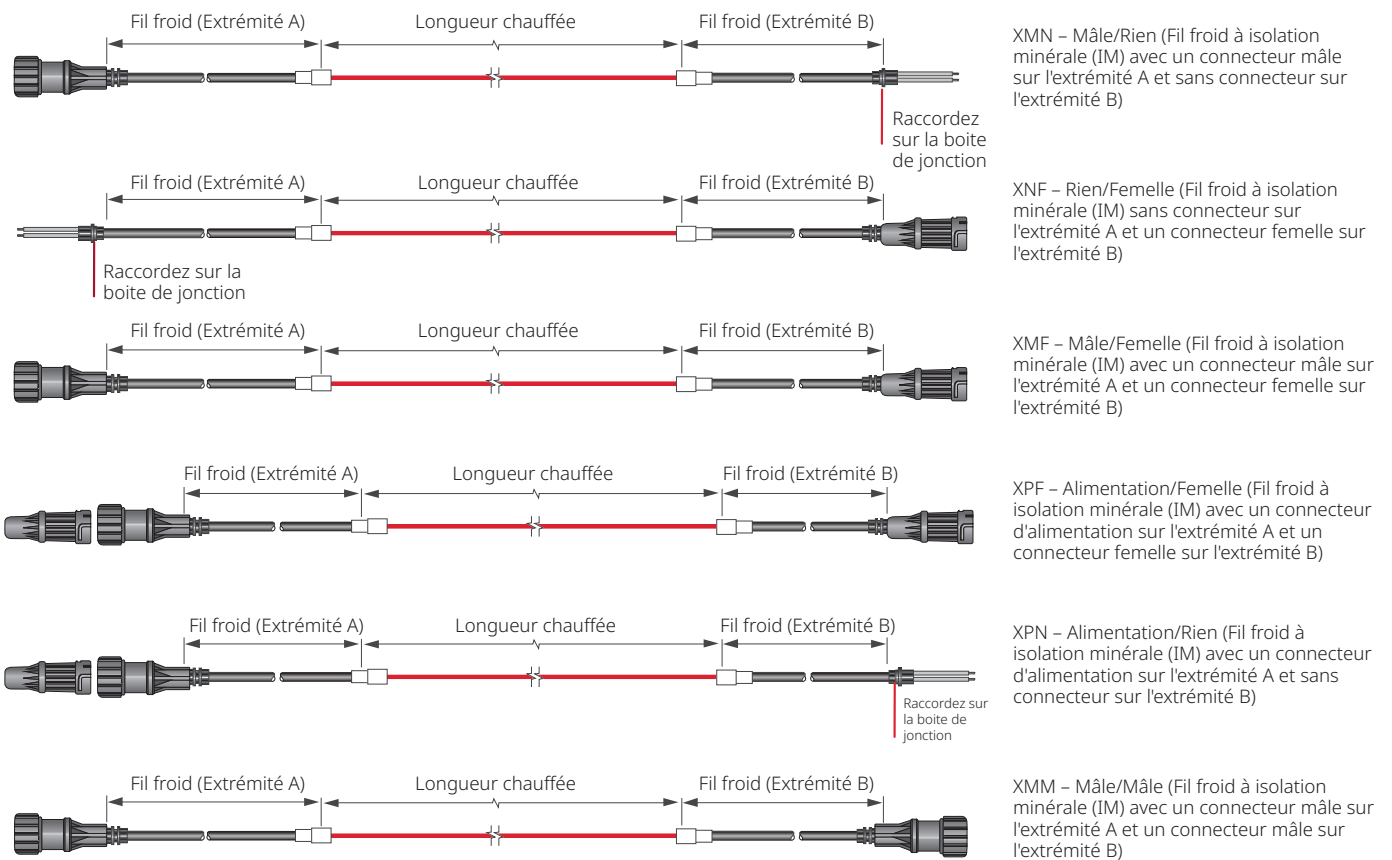 Fil froid (Extrémité A)
Longueur chauffée
Fil froid (Extrémité B)
Raccordez
sur la boite
de jonction
XMN – Mâle/Rien (Fil froid à isolation
minérale (IM) avec un connecteur mâle
sur l'extrémité A et sans connecteur sur
l'extrémité B)
Fil froid (Extrémité A)
Longueur chauffée
Fil froid (Extrémité B)
Raccordez sur la
boite de jonction
XNF – Rien/Femelle (Fil froid à isolation
minérale (IM) sans connecteur sur
l'extrémité A et un connecteur femelle sur
l'extrémité B)
Fil froid (Extrémité A)
Longueur chauffée
Fil froid (Extrémité B)
XMF – Mâle/Femelle (Fil froid à isolation
minérale (IM) avec un connecteur mâle sur
l'extrémité A et un connecteur femelle sur
l'extrémité B)
Fil froid (Extrémité A)
Longueur chauffée
Fil froid (Extrémité B)
XPF – Alimentation/Femelle (Fil froid à
isolation minérale (IM) avec un connecteur
d'alimentation sur l'extrémité A et un
connecteur femelle sur l'extrémité B)
Fil froid (Extrémité A)
Longueur chauffée
Fil froid (Extrémité B)
Raccordez sur
la boite de
jonction
XPN – Alimentation/Rien (Fil froid à
isolation minérale (IM) avec un connecteur
d'alimentation sur l'extrémité A et sans
connecteur sur l'extrémité B)
Fil froid (Extrémité A)
Longueur chauffée
Fil froid (Extrémité B)
XMM – Mâle/Mâle (Fil froid à isolation
minérale (IM) avec un connecteur mâle sur
l'extrémité A et un connecteur mâle sur
l'extrémité B)